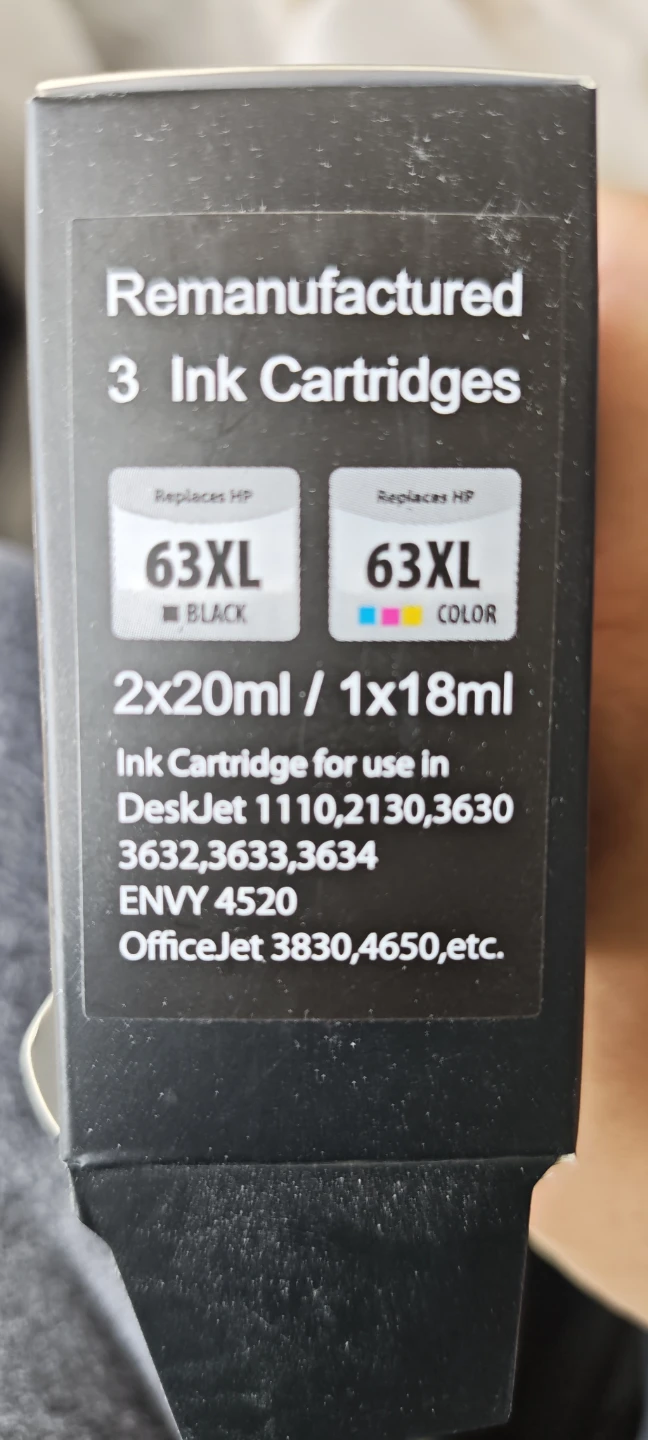 Remanufactured
3 Ink Cartridges
Replaces HP
63XL
BLACK
Replaces HP
63XL
COLOR
2x20ml / 1x18ml
Ink Cartridge for use in
DeskJet 1110,2130,3630
3632,3633,3634
ENVY 4520
OfficeJet 3830,4650,etc.